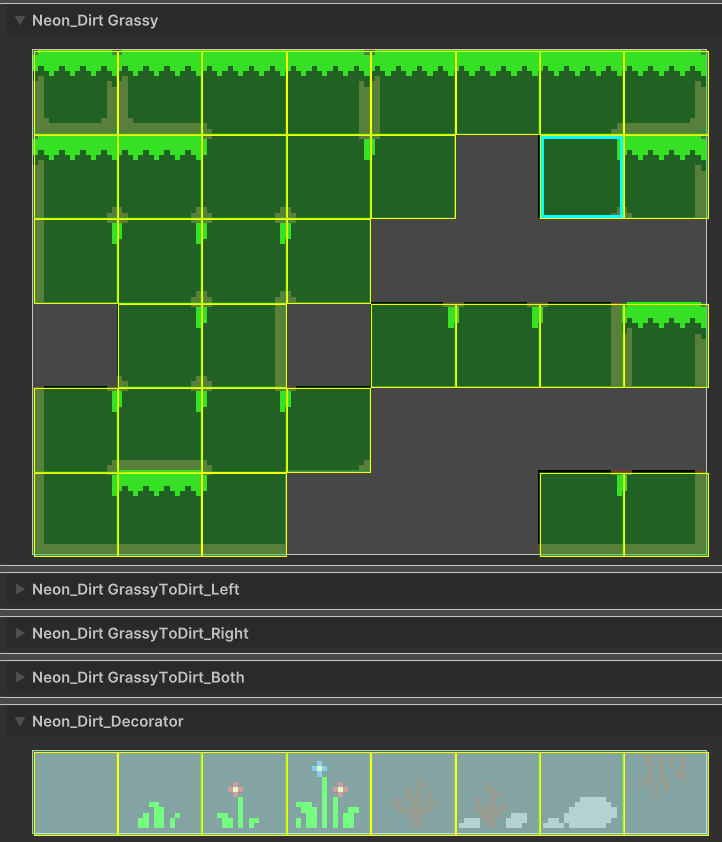 Neon_Dirt Grassy
Neon_Dirt GrassyToDirt_Left
Neon_Dirt GrassyToDirt_Right
Neon_Dirt GrassyToDirt_Both
Neon_Dirt_Decorator